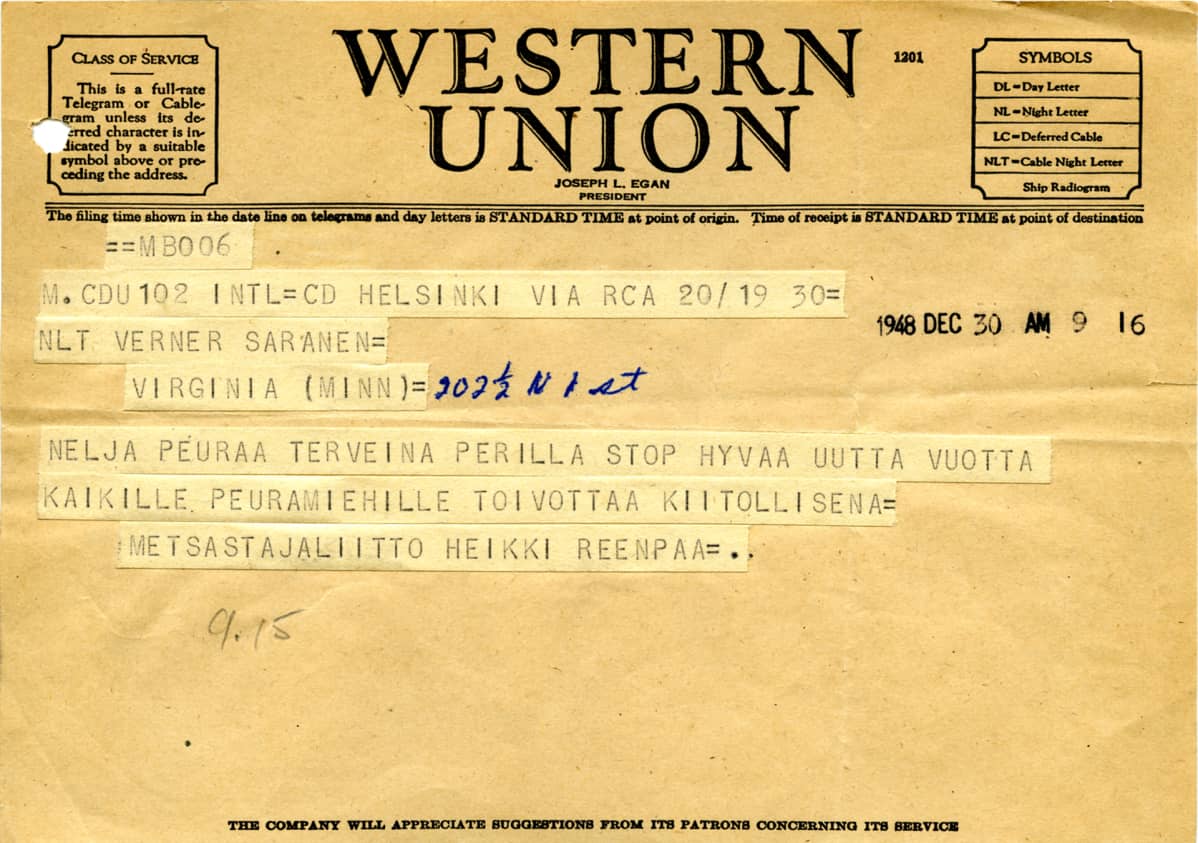 CLASS OF SERVICE
This is a full-rate
Telegram or Cable-
gram unless its de-
ferred character is in-
dicated by a suitable
symbol above or pre-
ceding the address.
WESTERN
UNION
1201
JOSEPH L. EGAN
PRESIDENT
SYMBOLS
DL=Day Letter
NL=Night Letter
LC=Deferred Cable
NLT=Cable Night Letter
Ship Radiogram
The filing time shown in the date line on telegrams and day letters is STANDARD TIME at point of origin. Time of receipt is STANDARD TIME at point of destination
==MB006 .
M.CDU102 INTL=CD HELSINKI VIA RCA 20/19 30=
1948 DEC 30 AM 9 16
NLT VERNER SARANEN=
VIRGINIA (MINN)= 202½ N 1 st
NELJA PEURAA TERVEINA PERILLA STOP HYVAA UUTTA VUOTTA
KAIKILLE PEURAMIEHILLE TOIVOTTAA KIITOLLISENA=
METSASTAJALIITTO HEIKKI REENPAA=..
9.15
THE COMPANY WILL APPRECIATE SUGGESTIONS FROM ITS PATRONS CONCERNING ITS SERVICE